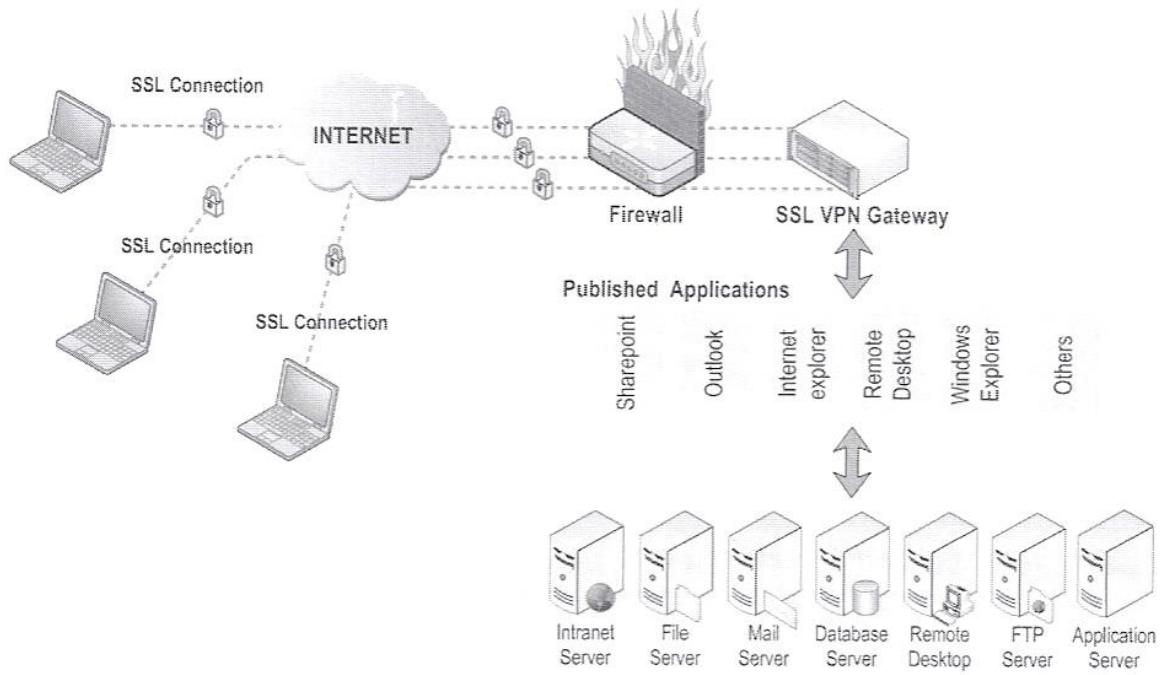 SSL Connection
INTERNET
SSL Connection
SSL Connection
Firewall
SSL VPN Gateway
Published Applications
Sharepoint
Outlook
Internet
explorer
Remote
Desktop
Windows
Explorer
Others
Intranet
Server
File
Server
Mail
Server
Database
Server
Remote
Desktop
FTP
Server
Application
Server